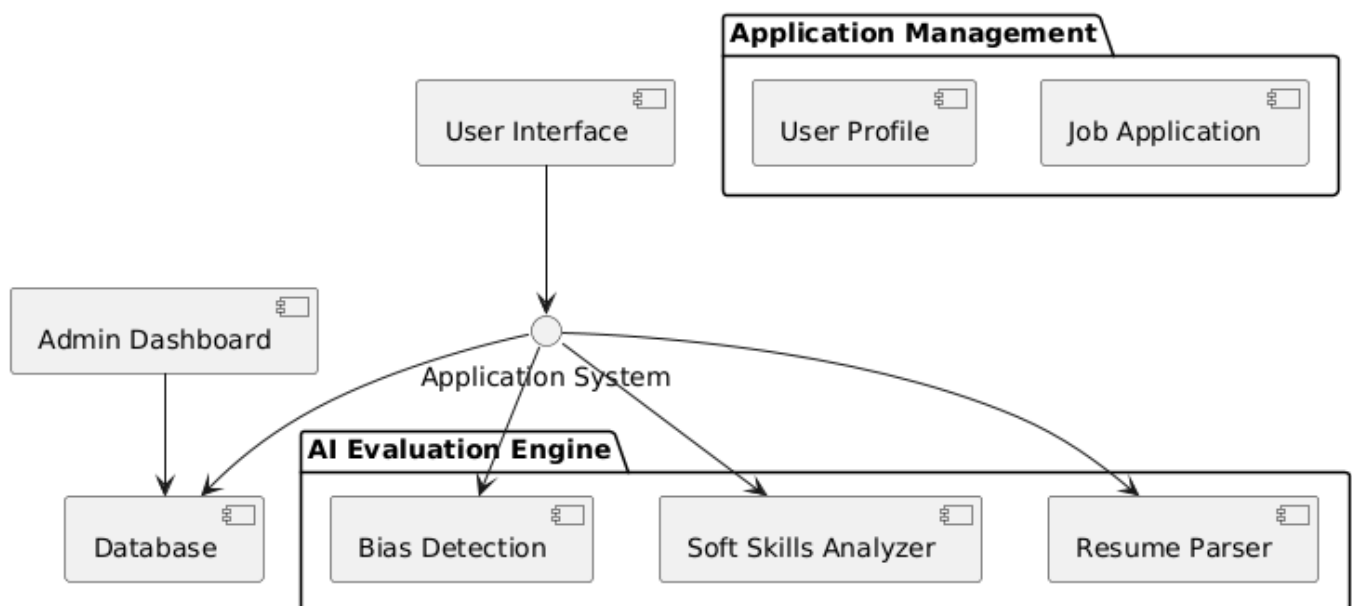 Application Management
User Interface
User Profile
Job Application
Admin Dashboard
Application System
AI Evaluation Engine
Database
Bias Detection
Soft Skills Analyzer
Resume Parser